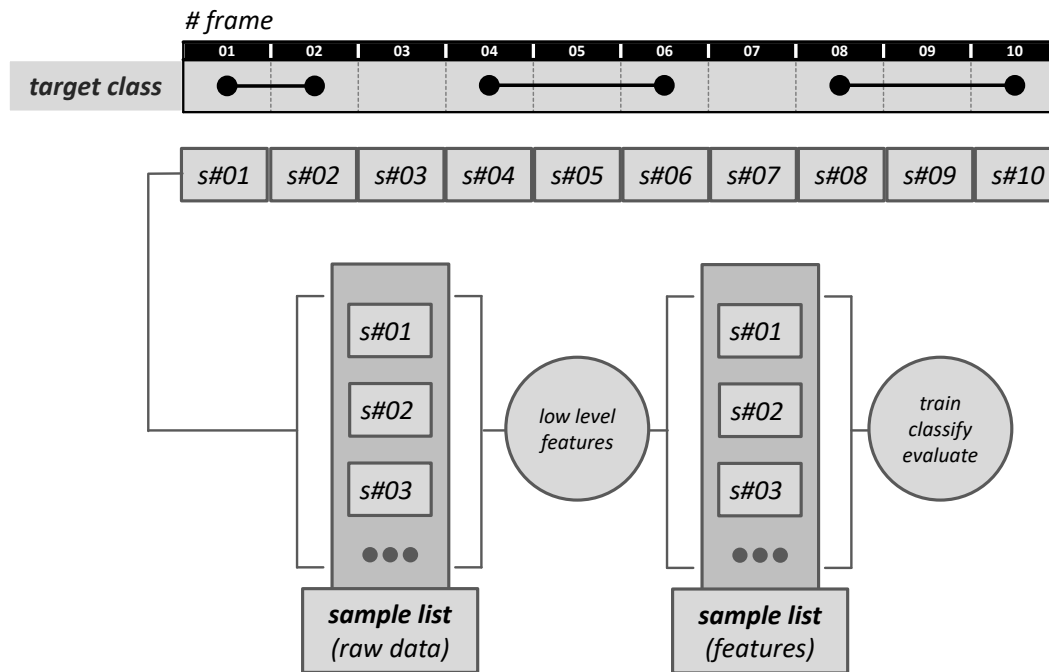 # frame
01 02 03 04 05 06 07 08 09 10
target class
s#01 s#02 s#03 s#04 s#05 s#06 s#07 s#08 s#09 s#10
s#01
s#02
s#03
sample list
(raw data)
low level
features
s#01
s#02
s#03
sample list
(features)
train
classify
evaluate